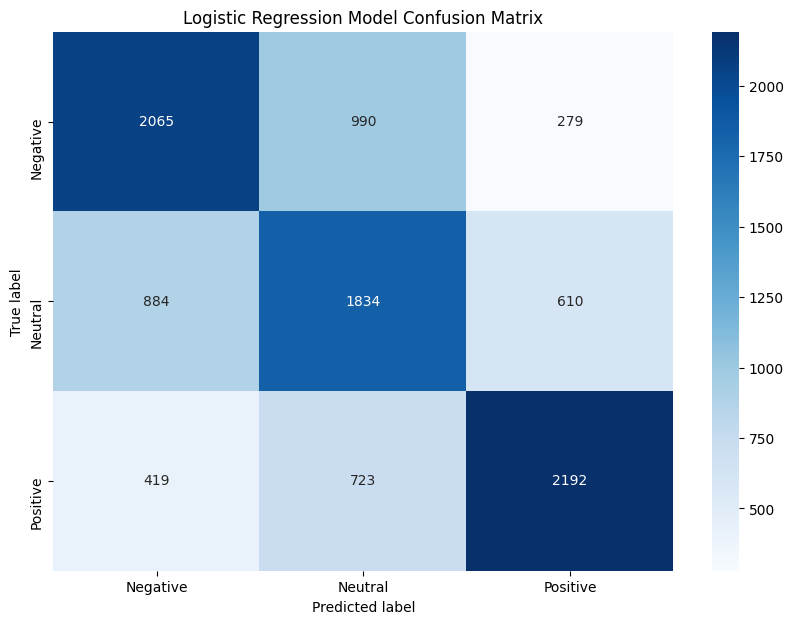 Logistic Regression Model Confusion Matrix
True label
Negative
2065 990 279
Neutral
884 1834 610
Positive
419 723 2192
Negative Neutral Positive
Predicted label
2000
1750
1500
1250
1000
750
500